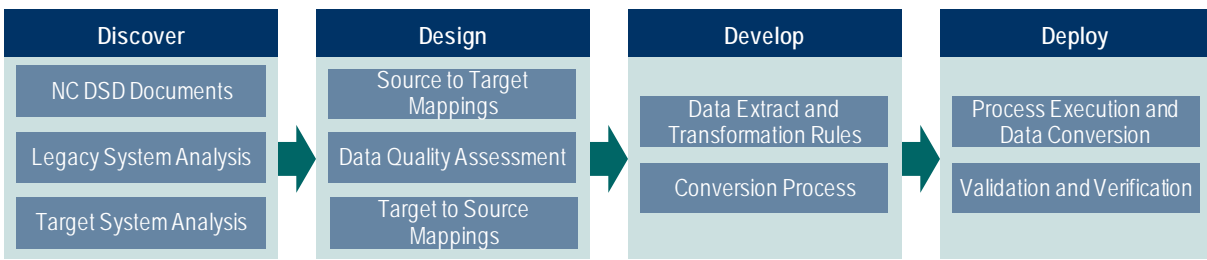 Discover
NC DSD Documents
Legacy System Analysis
Target System Analysis
Design
Source to Target
Mappings
Data Quality Assessment
Target to Source
Mappings
Develop
Data Extract and
Transformation Rules
Conversion Process
Deploy
Process Execution and
Data Conversion
Validation and Verification